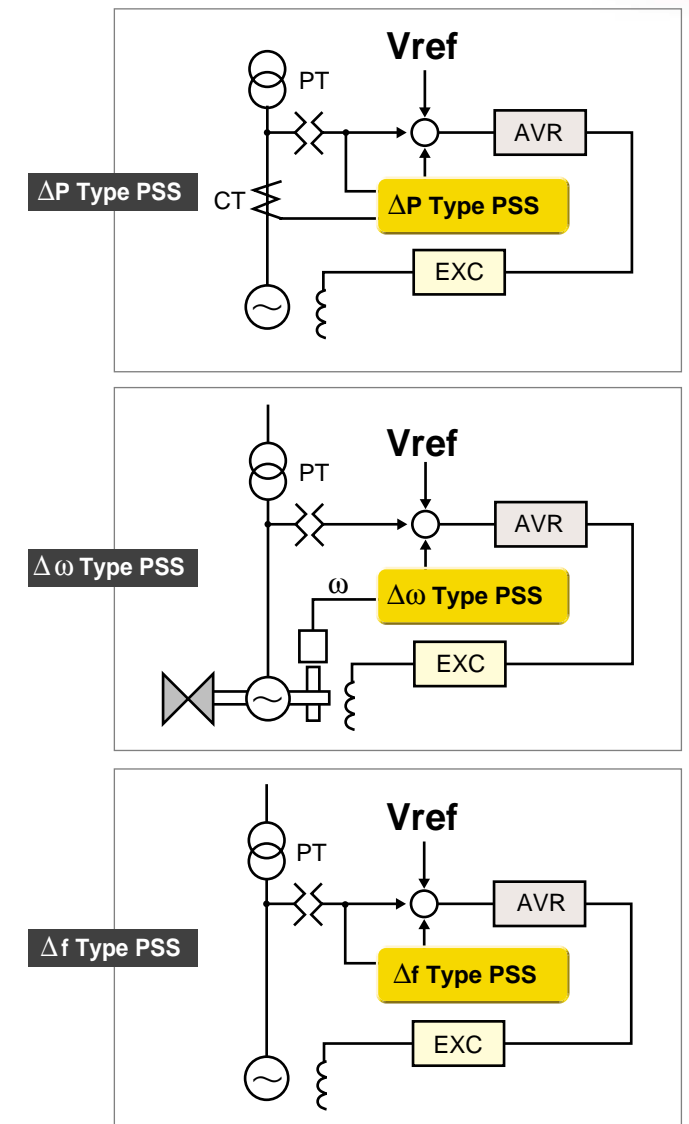 Vref
PT
AVR
ΔP Type PSS
CT
ΔP Type PSS
EXC
Vref
PT
AVR
Δω Type PSS
ω
Δω Type PSS
EXC
Vref
PT
AVR
Δf Type PSS
Δf Type PSS
EXC